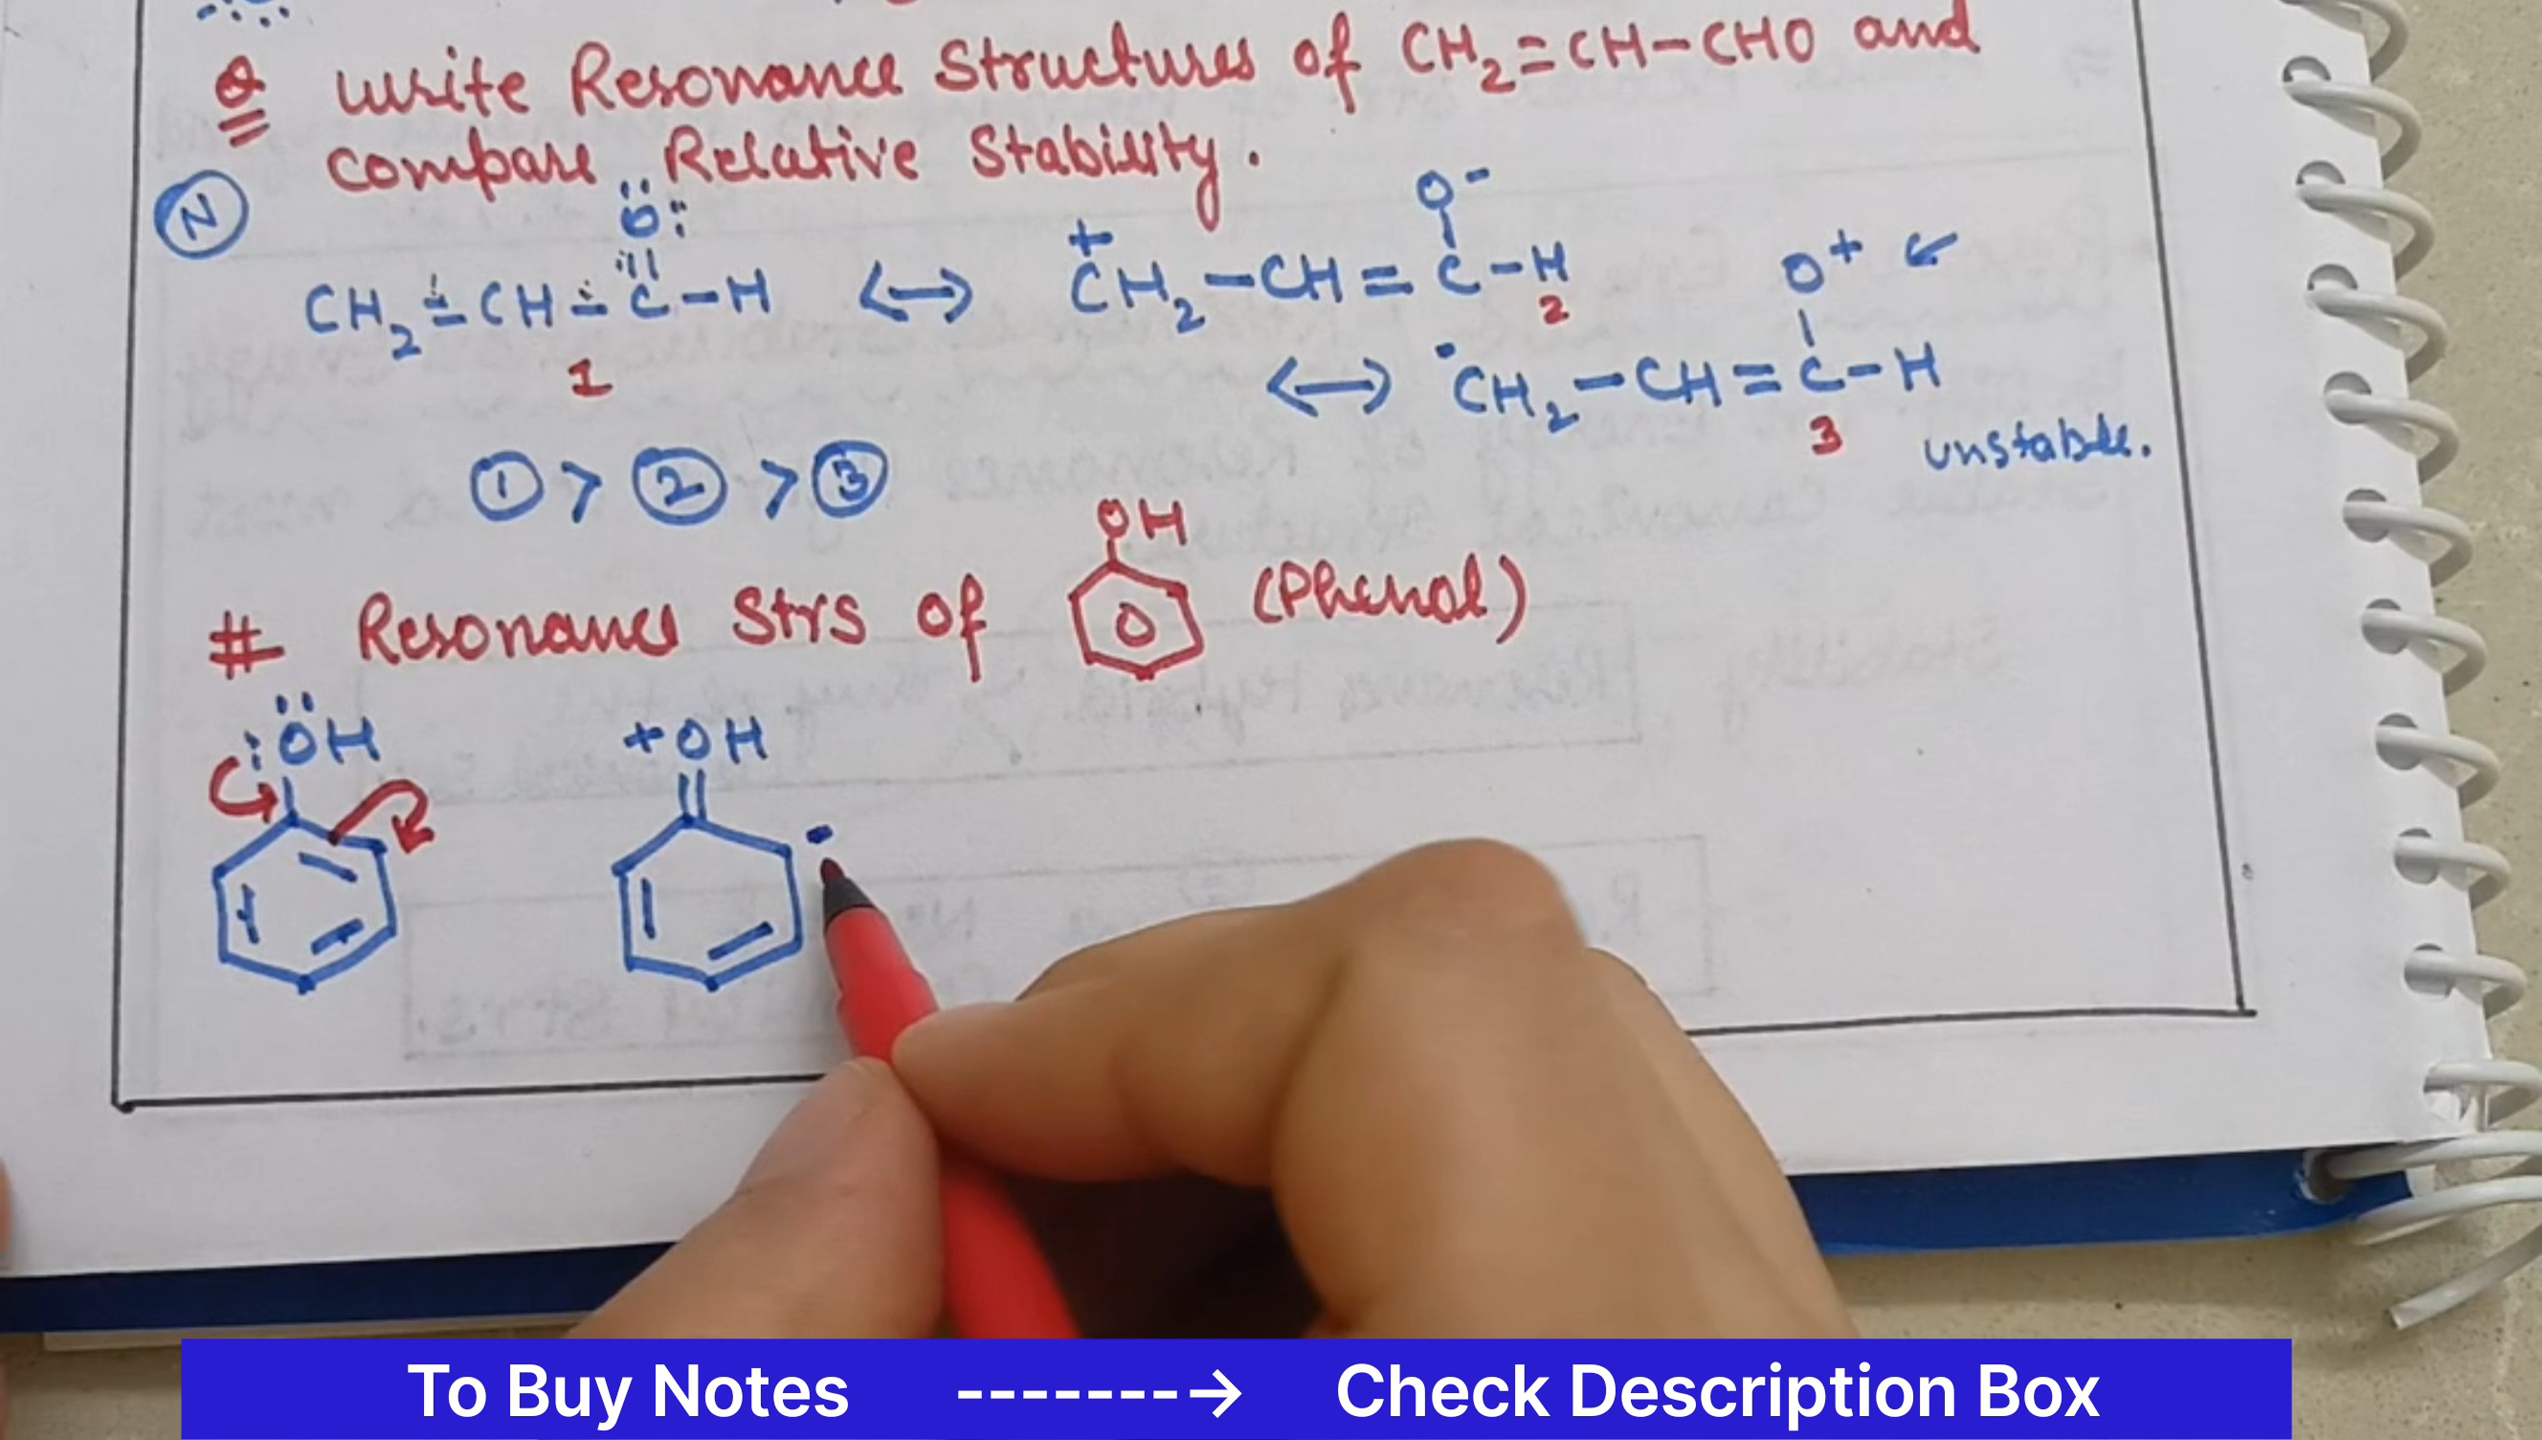 Q Write Resonance Structures of CH₂=CH-CHO and
compare Relative Stability.
N
:Ö:
CH₂=CH-C-H ⟷ +CH₂-CH=C-H
O⁻
1
2
⟷ ⁻CH₂-CH=C-H
O⁺ ↙
3
unstable.
① > ② > ③
# Resonance Strs of OH (Phenol)
:ÖH
+OH
To Buy Notes -------→ Check Description Box